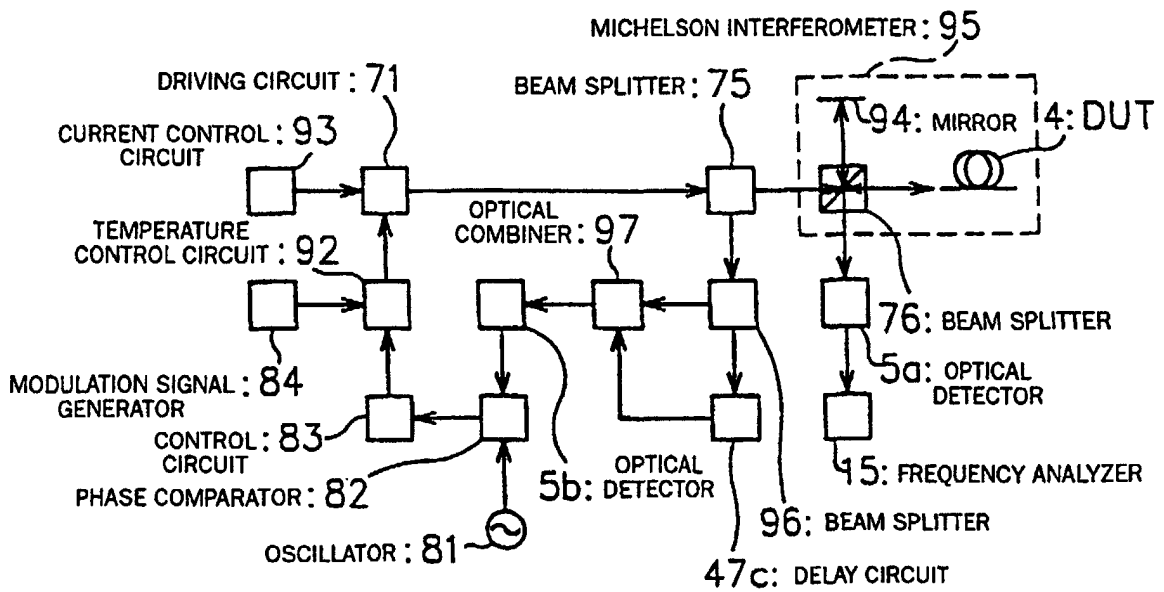 MICHELSON INTERFEROMETER: 95
DRIVING CIRCUIT: 71
BEAM SPLITTER: 75
94: MIRROR
4: DUT
CURRENT CONTROL: 93
CIRCUIT
OPTICAL
COMBINER: 97
TEMPERATURE
CONTROL CIRCUIT: 92
76: BEAM SPLITTER
MODULATION SIGNAL: 84
GENERATOR
5a: OPTICAL
DETECTOR
CONTROL: 83
CIRCUIT
5b: OPTICAL
DETECTOR
15: FREQUENCY ANALYZER
PHASE COMPARATOR: 82
96: BEAM SPLITTER
OSCILLATOR: 81
47c: DELAY CIRCUIT